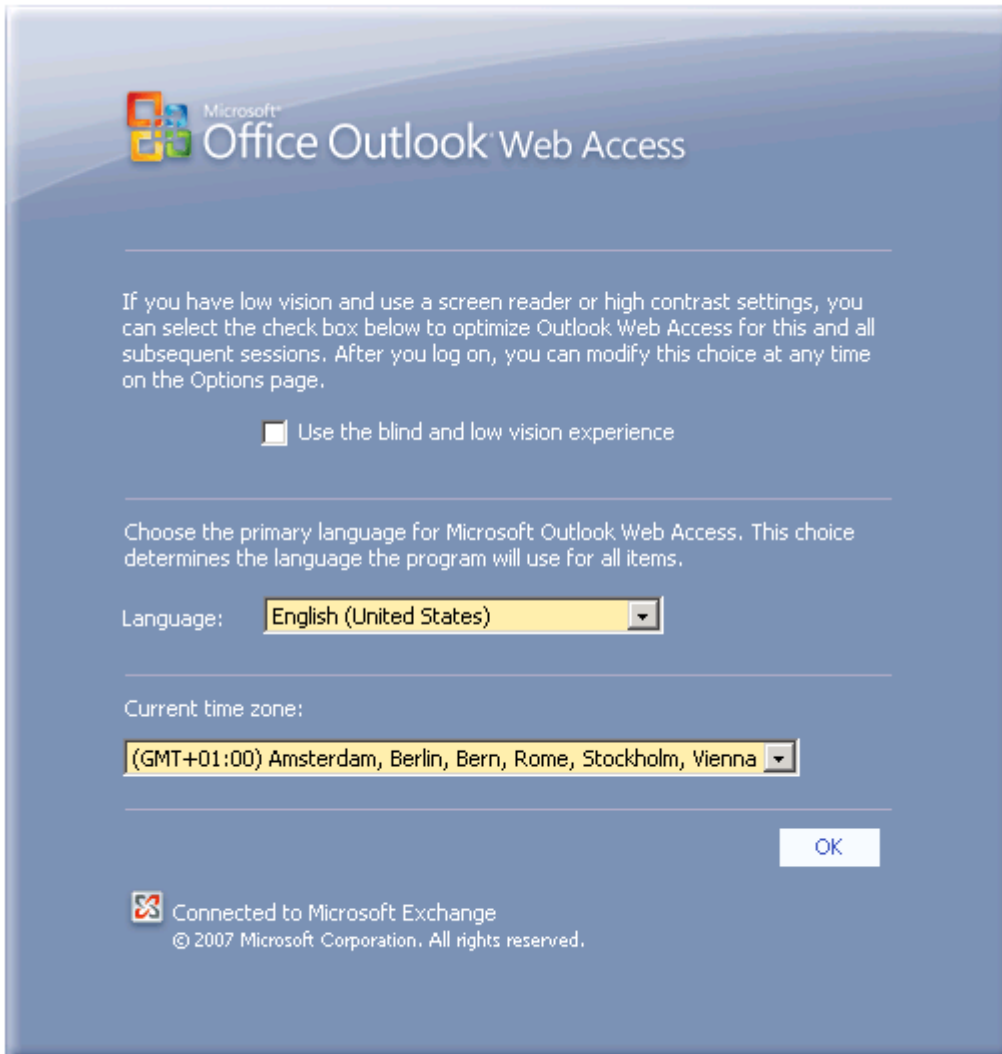 Microsoft®
Office Outlook® Web Access
If you have low vision and use a screen reader or high contrast settings, you
can select the check box below to optimize Outlook Web Access for this and all
subsequent sessions. After you log on, you can modify this choice at any time
on the Options page.
Use the blind and low vision experience
Choose the primary language for Microsoft Outlook Web Access. This choice
determines the language the program will use for all items.
Language: English (United States)
Current time zone:
(GMT+01:00) Amsterdam, Berlin, Bern, Rome, Stockholm, Vienna
OK
Connected to Microsoft Exchange
© 2007 Microsoft Corporation. All rights reserved.